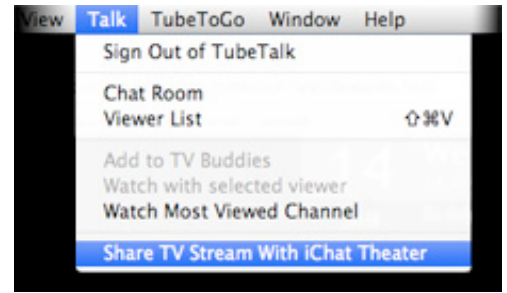 View Talk TubeToGo Window Help
Sign Out of TubeTalk
Chat Room
Viewer List ⇧⌘V
Add to TV Buddies
Watch with selected viewer
Watch Most Viewed Channel
Share TV Stream With iChat Theater